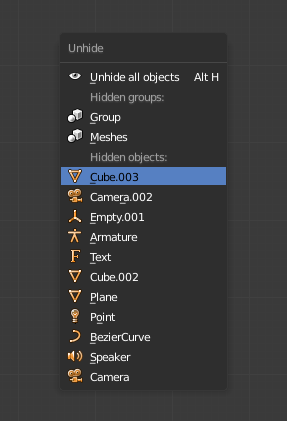 Unhide
Unhide all objects Alt H
Hidden groups:
Group
Meshes
Hidden objects:
Cube.003
Camera.002
Empty.001
Armature
Text
Cube.002
Plane
Point
BezierCurve
Speaker
Camera